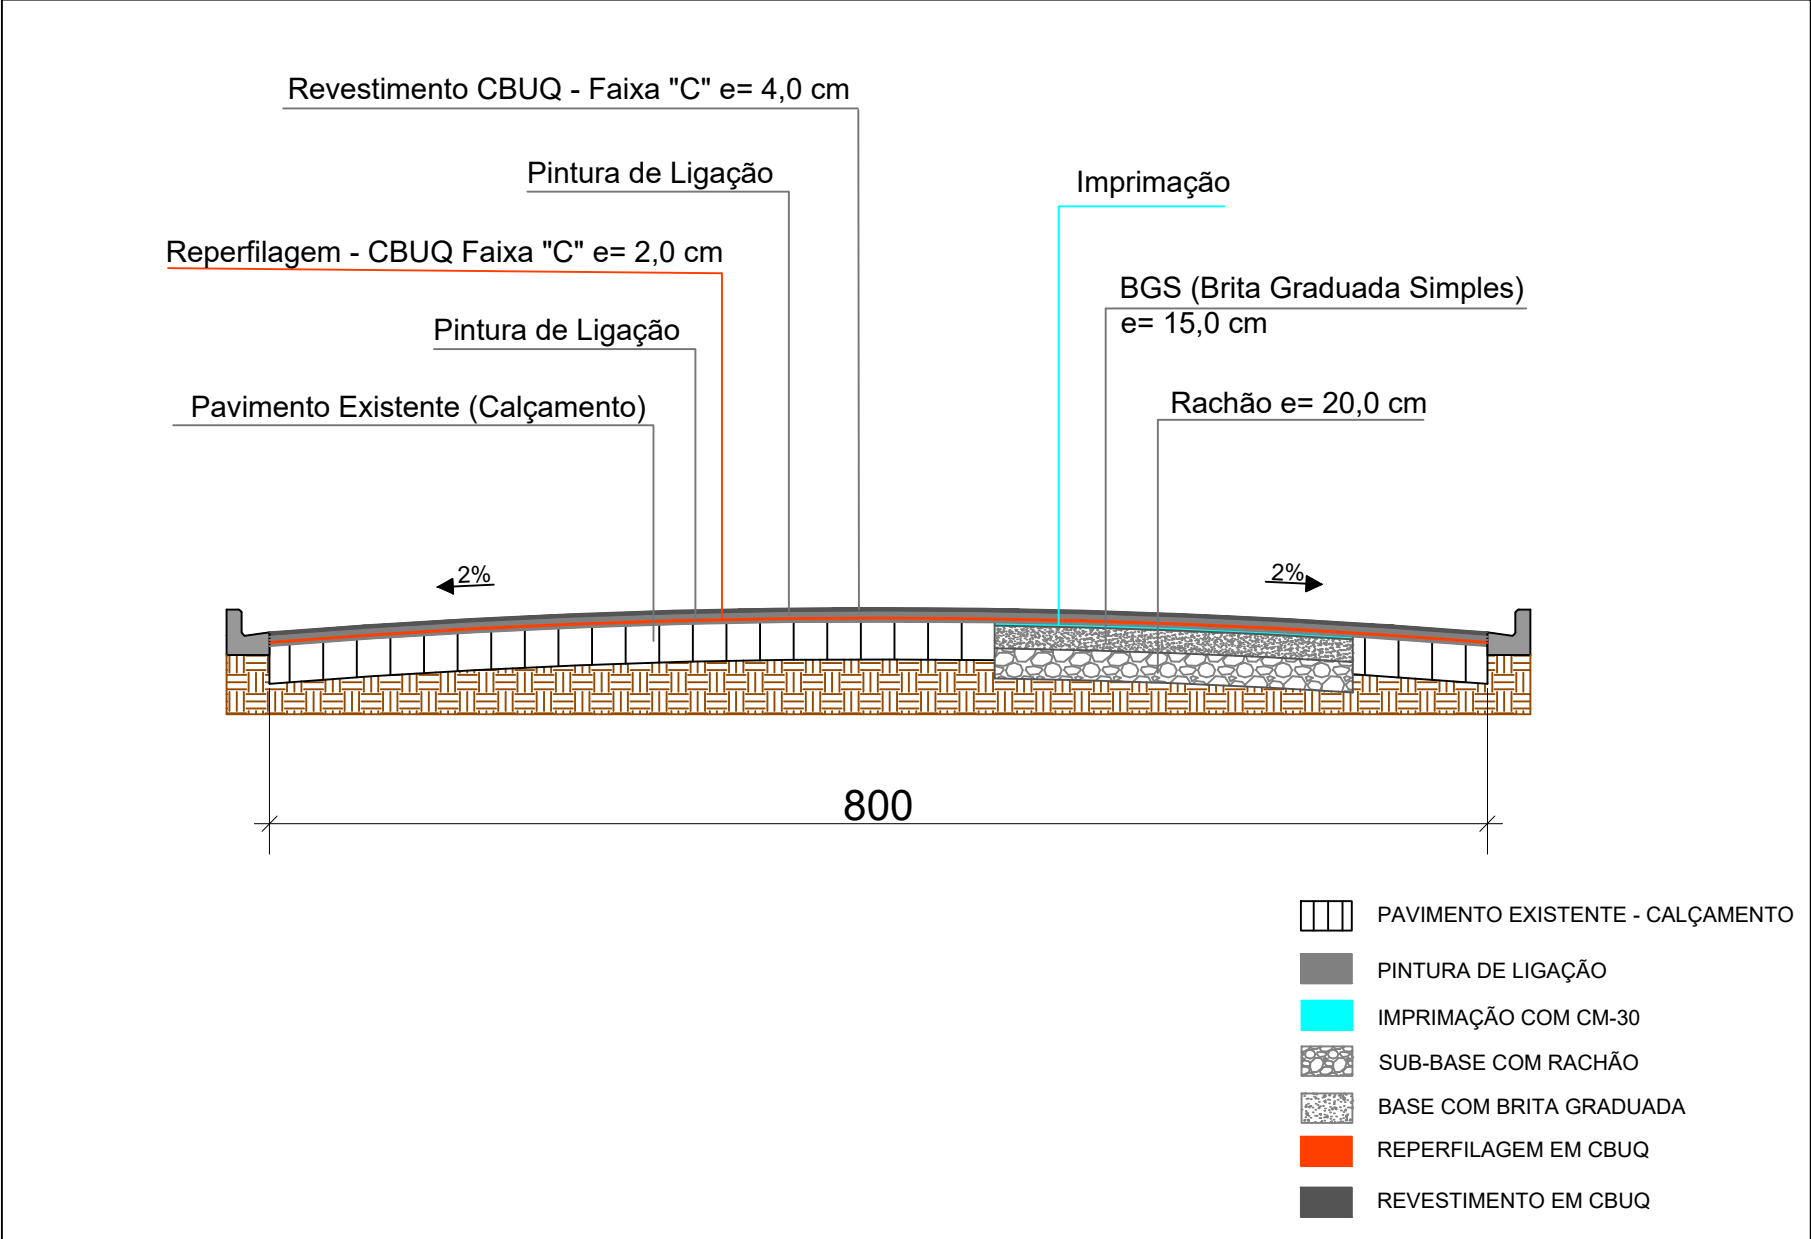 Revestimento CBUQ - Faixa "C" e= 4,0 cm
Pintura de Ligação
Imprimação
Reperfilagem - CBUQ Faixa "C" e= 2,0 cm
BGS (Brita Graduada Simples)
e= 15,0 cm
Pintura de Ligação
Pavimento Existente (Calçamento)
Rachão e= 20,0 cm
2%
2%
800
PAVIMENTO EXISTENTE - CALÇAMENTO
PINTURA DE LIGAÇÃO
IMPRIMAÇÃO COM CM-30
SUB-BASE COM RACHÃO
BASE COM BRITA GRADUADA
REPERFILAGEM EM CBUQ
REVESTIMENTO EM CBUQ